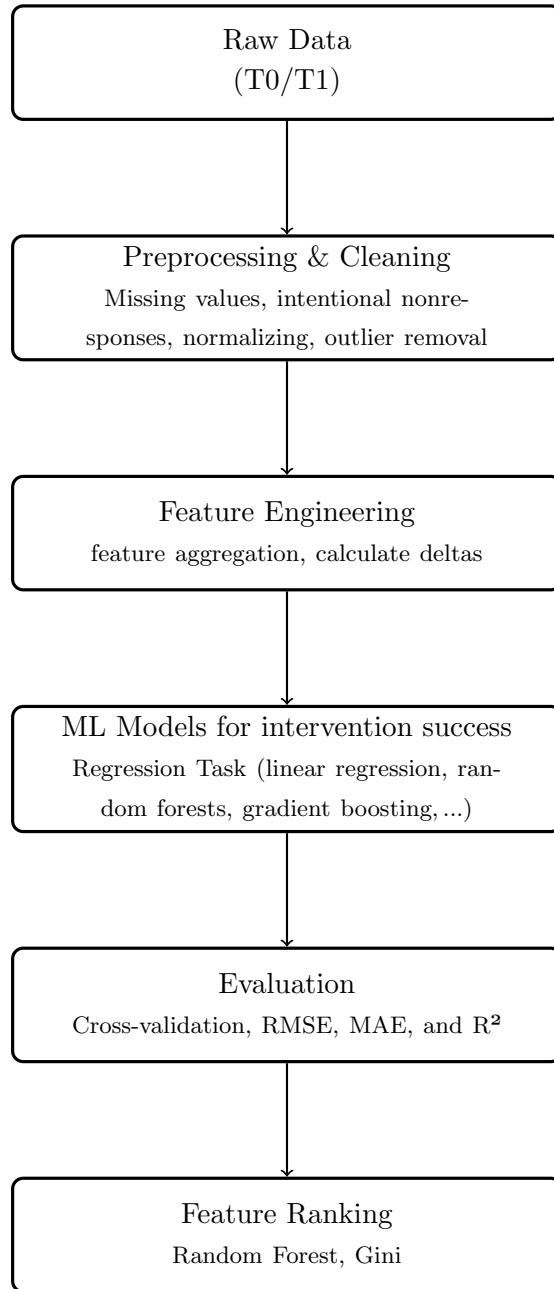 Raw Data
(T0/T1)
Preprocessing & Cleaning
Missing values, intentional nonre-
sponses, normalizing, outlier removal
Feature Engineering
feature aggregation, calculate deltas
ML Models for intervention success
Regression Task (linear regression, ran-
dom forests, gradient boosting, ...)
Evaluation
Cross-validation, RMSE, MAE, and R²
Feature Ranking
Random Forest, Gini